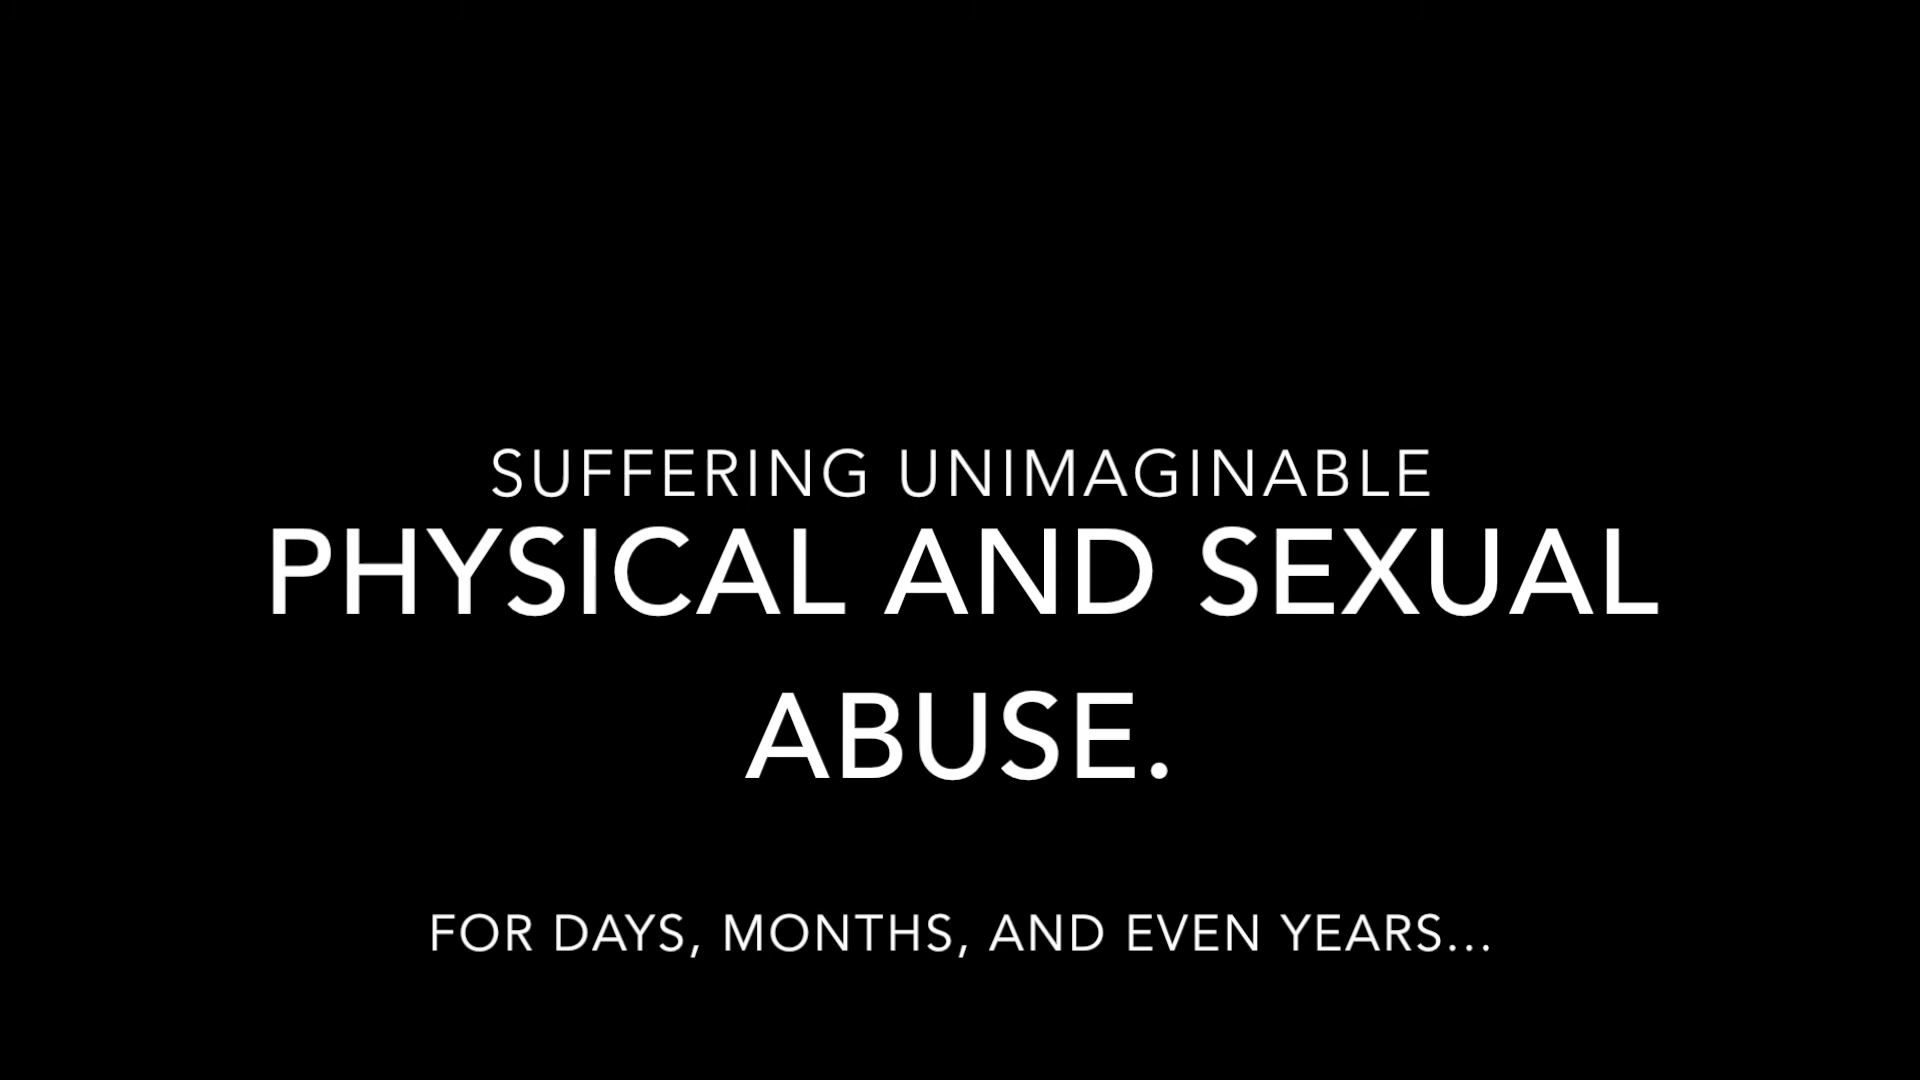 SUFFERING UNIMAGINABLE
PHYSICAL AND SEXUAL
ABUSE.
FOR DAYS, MONTHS, AND EVEN YEARS...